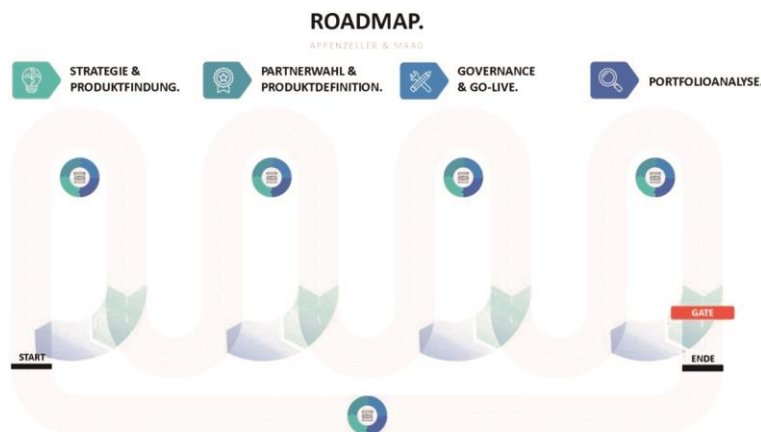 ROADMAP.
APPENZELLER & MAAG
STRATEGIE &
PRODUKTFINDUNG.
PARTNERWAHL &
PRODUKTDEFINITION.
GOVERNANCE
& GO-LIVE.
PORTFOLIOANALYSE.
GATE
START
ENDE